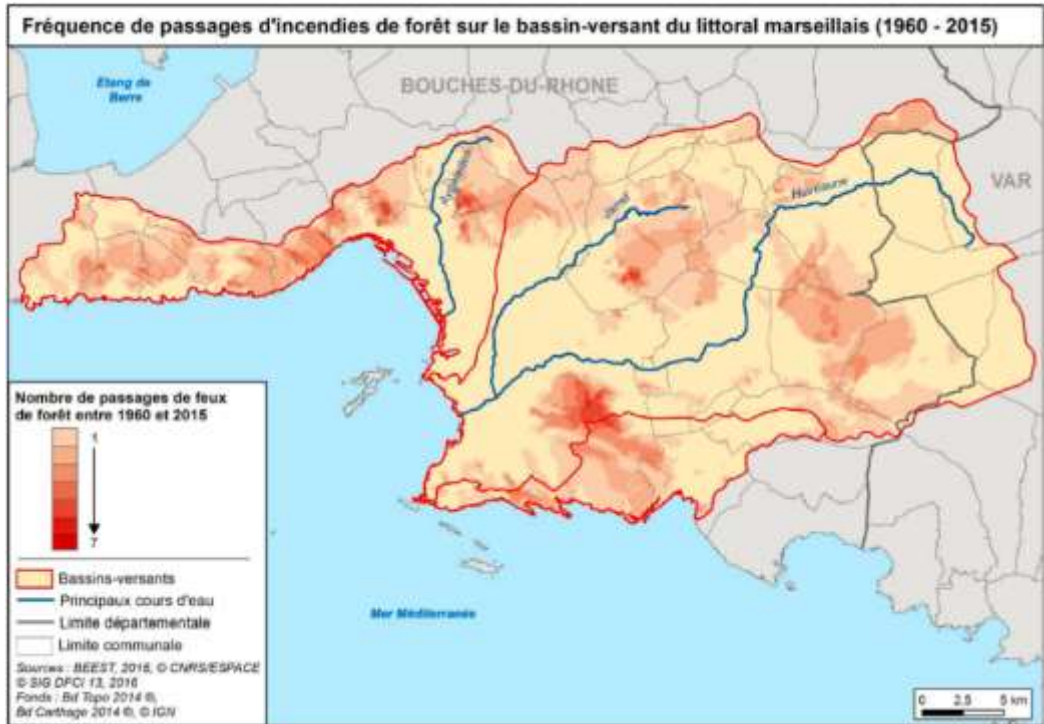 Fréquence de passages d'incendies de forêt sur le bassin-versant du littoral marseillais (1960 - 2015)
Etang de
Berre
BOUCHES-DU-RHONE
VAR
Huveaune
Jarret
Nombre de passages de feux
de forêt entre 1960 et 2015
1
7
Bassins-versants
Principaux cours d'eau
Limite départementale
Limite communale
Sources : BEEST, 2016, © CNRS/ESPACE
© SIG DFCI 13, 2016
Fonds : Bd Topo 2014 ®,
Bd Carthage 2014 ®, © IGN
Mer Méditerranée
0 2,5 5 km